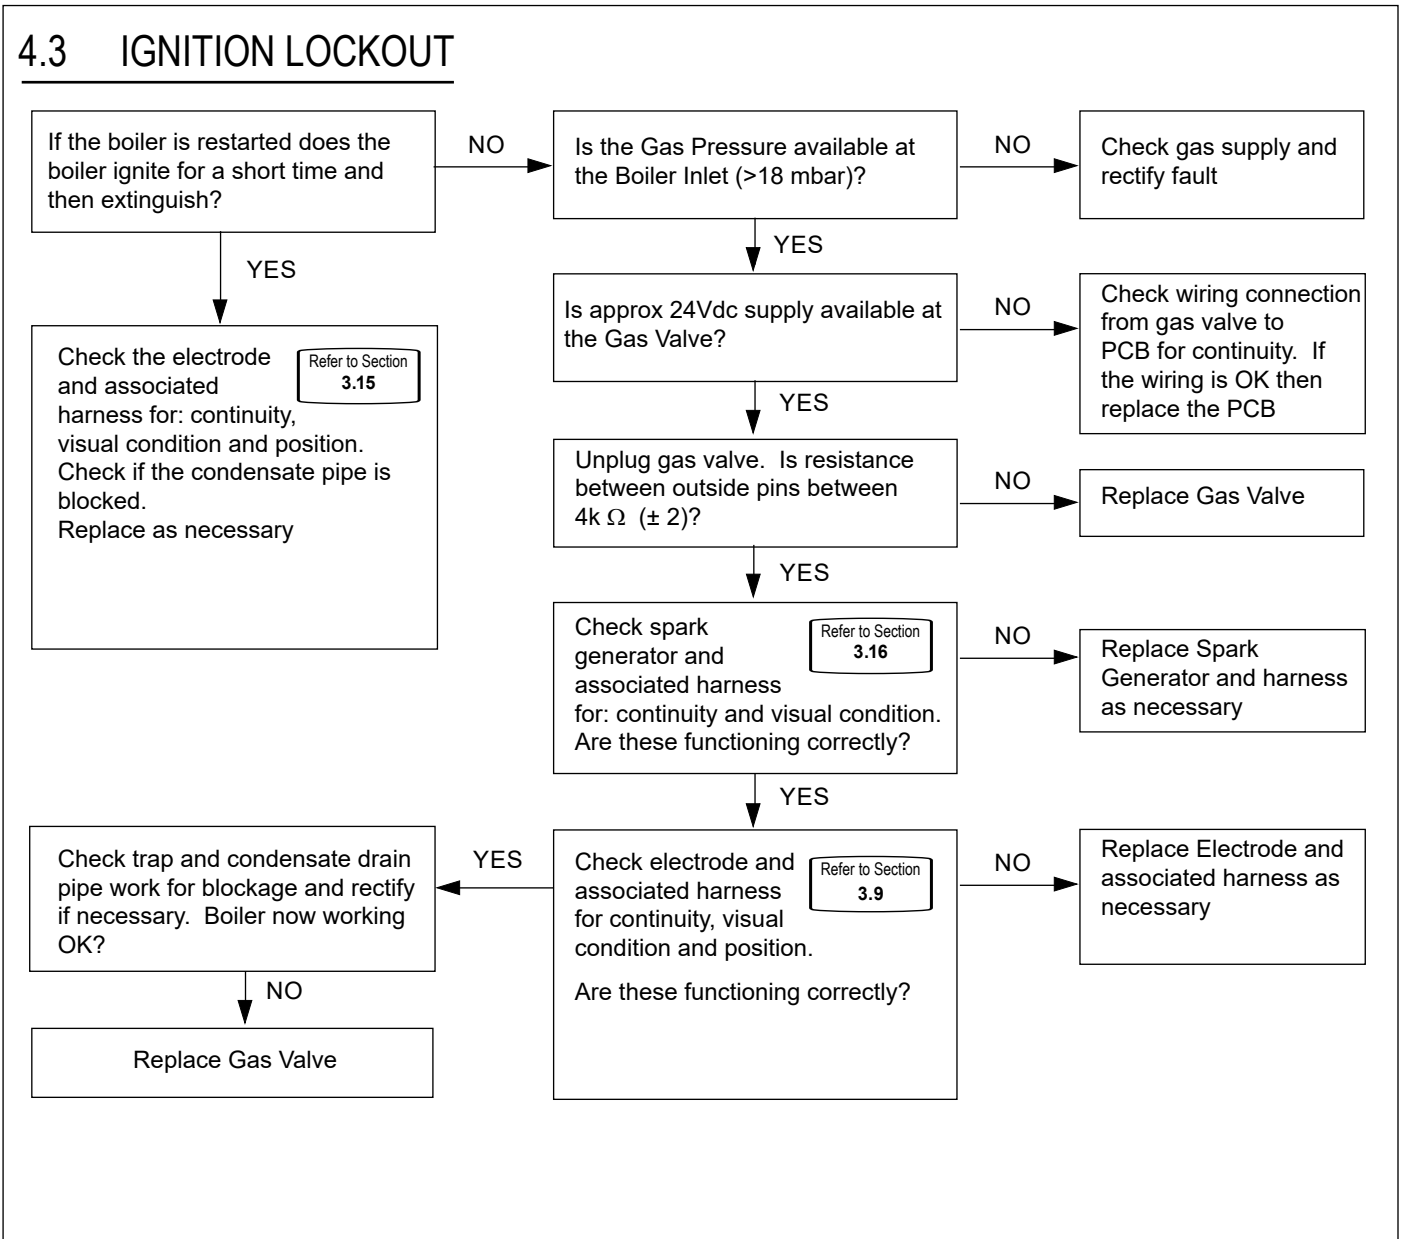 4.3 IGNITION LOCKOUT
If the boiler is restarted does the
boiler ignite for a short time and
then extinguish?
NO
Is the Gas Pressure available at
the Boiler Inlet (>18 mbar)?
NO
Check gas supply and
rectify fault
YES
YES
Check the electrode
and associated
harness for: continuity,
visual condition and position.
Check if the condensate pipe is
blocked.
Replace as necessary
Refer to Section
3.15
Is approx 24Vdc supply available at
the Gas Valve?
NO
Check wiring connection
from gas valve to
PCB for continuity. If
the wiring is OK then
replace the PCB
YES
Unplug gas valve. Is resistance
between outside pins between
4k Ω (± 2)?
NO
Replace Gas Valve
YES
Check spark
generator and
associated harness
for: continuity and visual condition.
Are these functioning correctly?
Refer to Section
3.16
NO
Replace Spark
Generator and harness
as necessary
YES
Check electrode and
associated harness
for continuity, visual
condition and position.
Are these functioning correctly?
Refer to Section
3.9
NO
Replace Electrode and
associated harness as
necessary
YES
Check trap and condensate drain
pipe work for blockage and rectify
if necessary. Boiler now working
OK?
NO
Replace Gas Valve